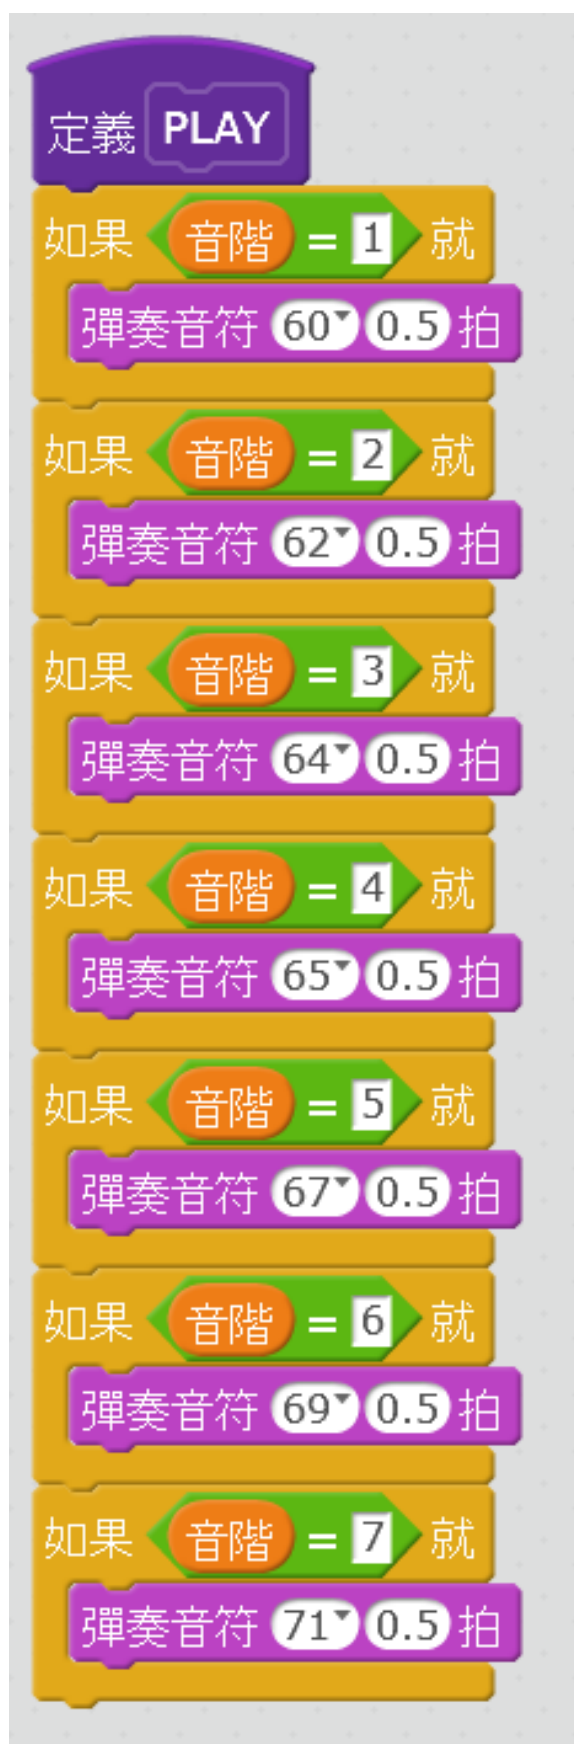 定義 PLAY
如果 音階 = 1 就
彈奏音符 60 0.5 拍
如果 音階 = 2 就
彈奏音符 62 0.5 拍
如果 音階 = 3 就
彈奏音符 64 0.5 拍
如果 音階 = 4 就
彈奏音符 65 0.5 拍
如果 音階 = 5 就
彈奏音符 67 0.5 拍
如果 音階 = 6 就
彈奏音符 69 0.5 拍
如果 音階 = 7 就
彈奏音符 71 0.5 拍